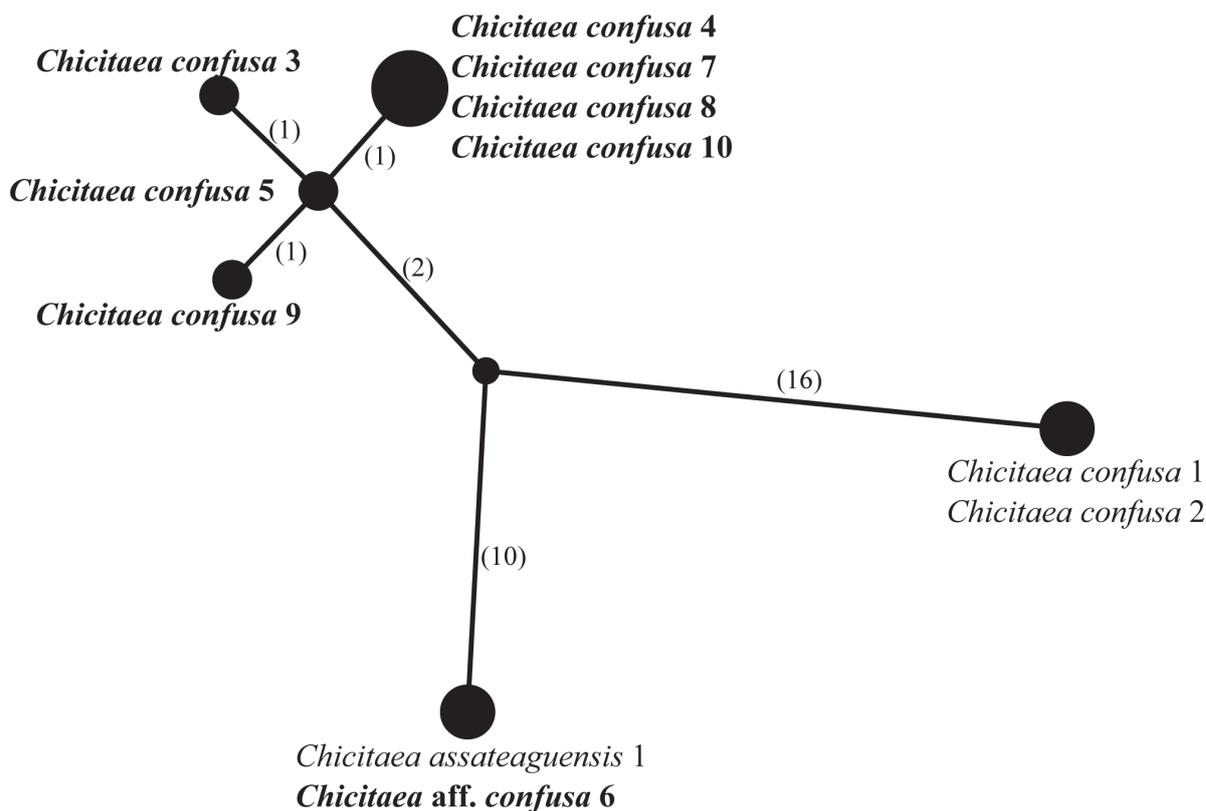 Chicitaea confusa 4
Chicitaea confusa 7
Chicitaea confusa 8
Chicitaea confusa 10
Chicitaea confusa 3
(1)
(1)
Chicitaea confusa 5
(1)
Chicitaea confusa 9
(2)
(16)
Chicitaea confusa 1
Chicitaea confusa 2
(10)
Chicitaea assateaguensis 1
Chicitaea aff. confusa 6